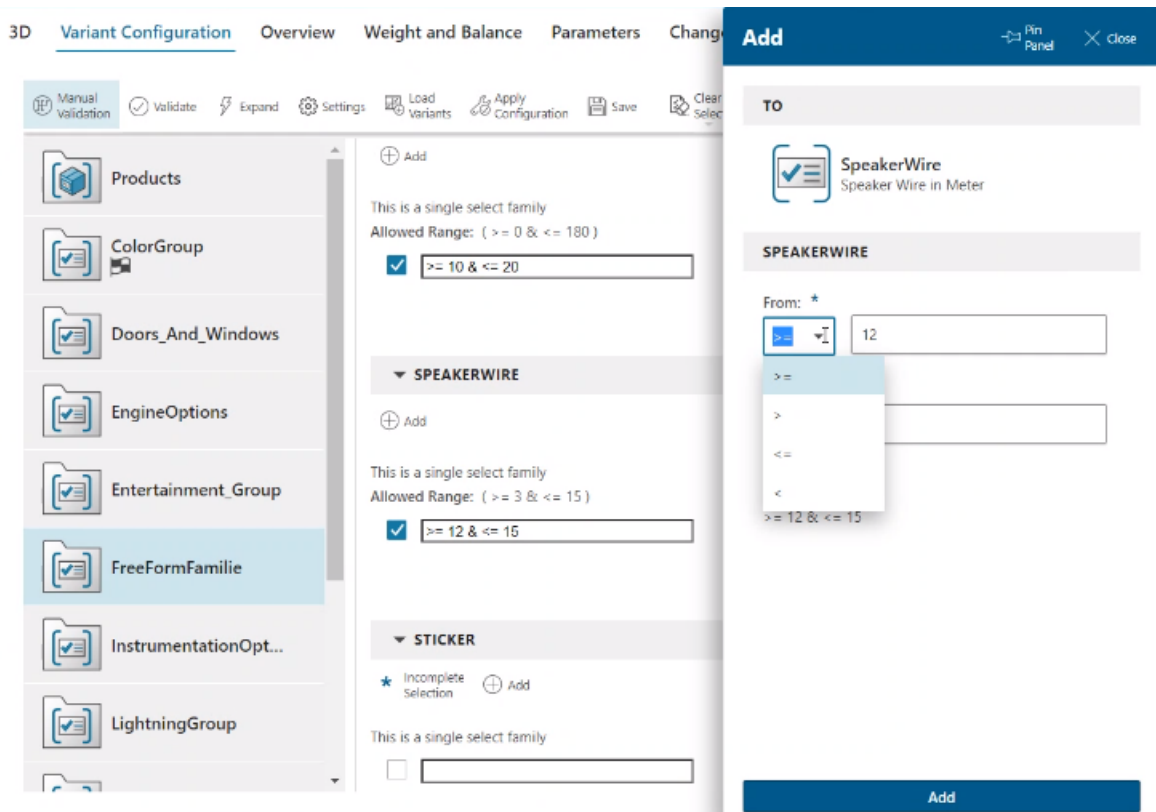 3D Variant Configuration Overview Weight and Balance Parameters Chang
Manual Validation Validate Expand Settings Load Variants Apply Configuration Save Clear Selec
Products
ColorGroup
Doors_And_Windows
EngineOptions
Entertainment_Group
FreeFormFamilie
InstrumentationOpt...
LightningGroup
Add
This is a single select family
Allowed Range: ( >= 0 & <= 180 )
>= 10 & <= 20
SPEAKERWIRE
Add
This is a single select family
Allowed Range: ( >= 3 & <= 15 )
>= 12 & <= 15
STICKER
* Incomplete Selection Add
This is a single select family
Add Pin Panel Close
TO
SpeakerWire
Speaker Wire in Meter
SPEAKERWIRE
From: *
>= 12
>=
>
<=
<
>= 12 & <= 15
Add